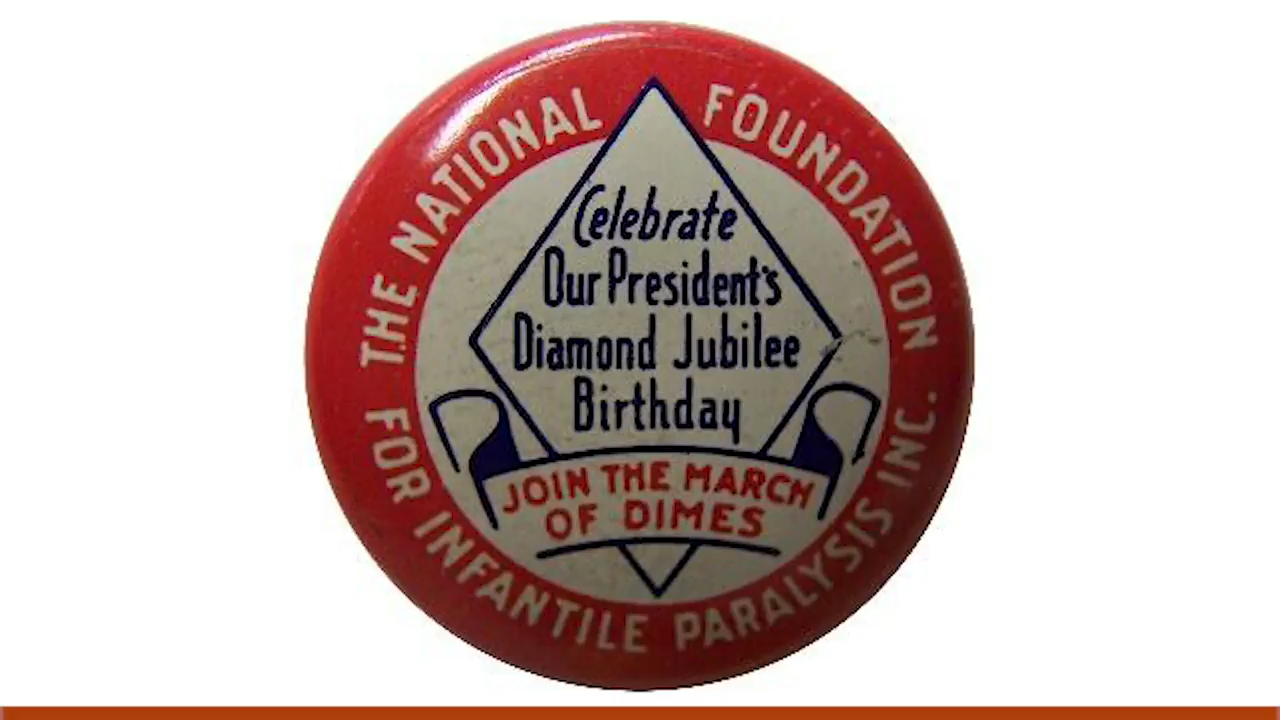 THE NATIONAL FOUNDATION
FOR INFANTILE PARALYSIS INC.
Celebrate
Our President's
Diamond Jubilee
Birthday
JOIN THE MARCH
OF DIMES